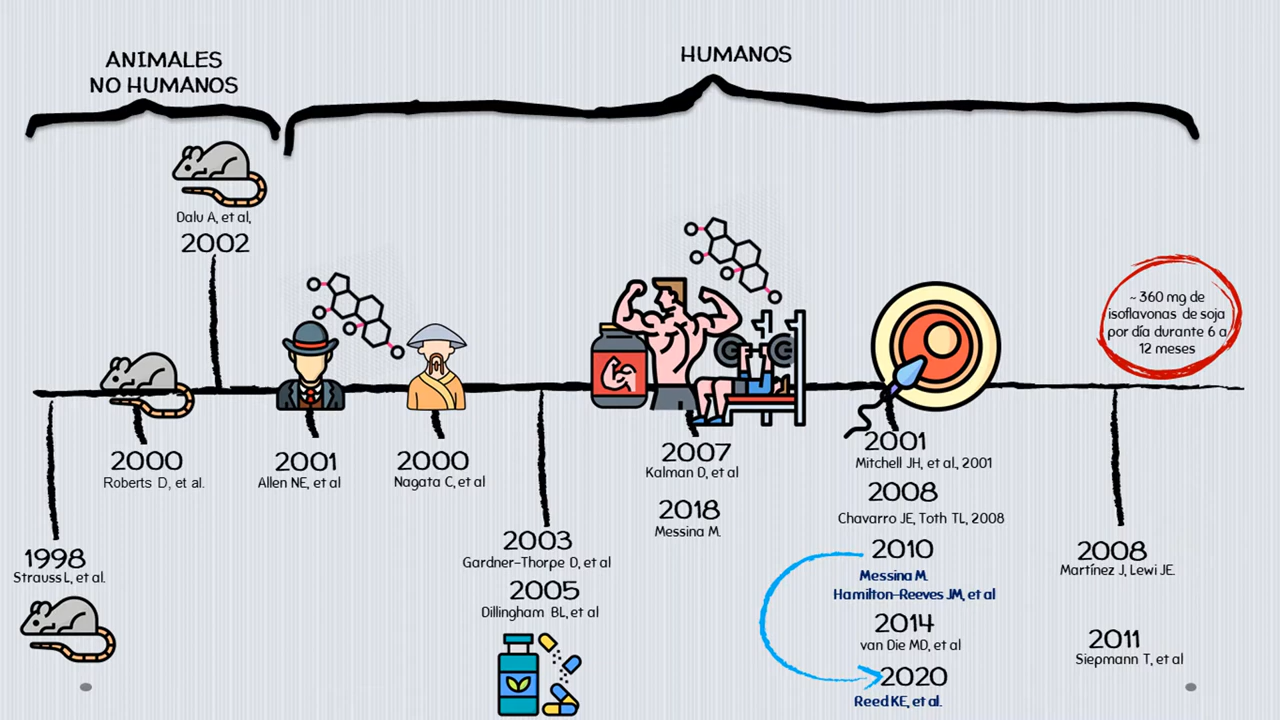 ANIMALES
NO HUMANOS
HUMANOS
Dalu A, et al,
2002
~ 360 mg de
isoflavonas de soja
por día durante 6 a
12 meses
2000
Roberts D, et al.
2001
Allen NE, et al
2000
Nagata C, et al
2007
Kalman D, et al
2018
Messina M.
2001
Mitchell JH, et al., 2001
2008
Chavarro JE, Toth TL, 2008
2010
Messina M.
Hamilton-Reeves JM, et al
2014
van Die MD, et al
2020
Reed KE, et al.
1998
Strauss L, et al.
2003
Gardner-Thorpe D, et al
2005
Dillingham BL, et al
2008
Martínez J, Lewi JE.
2011
Siepmann T, et al